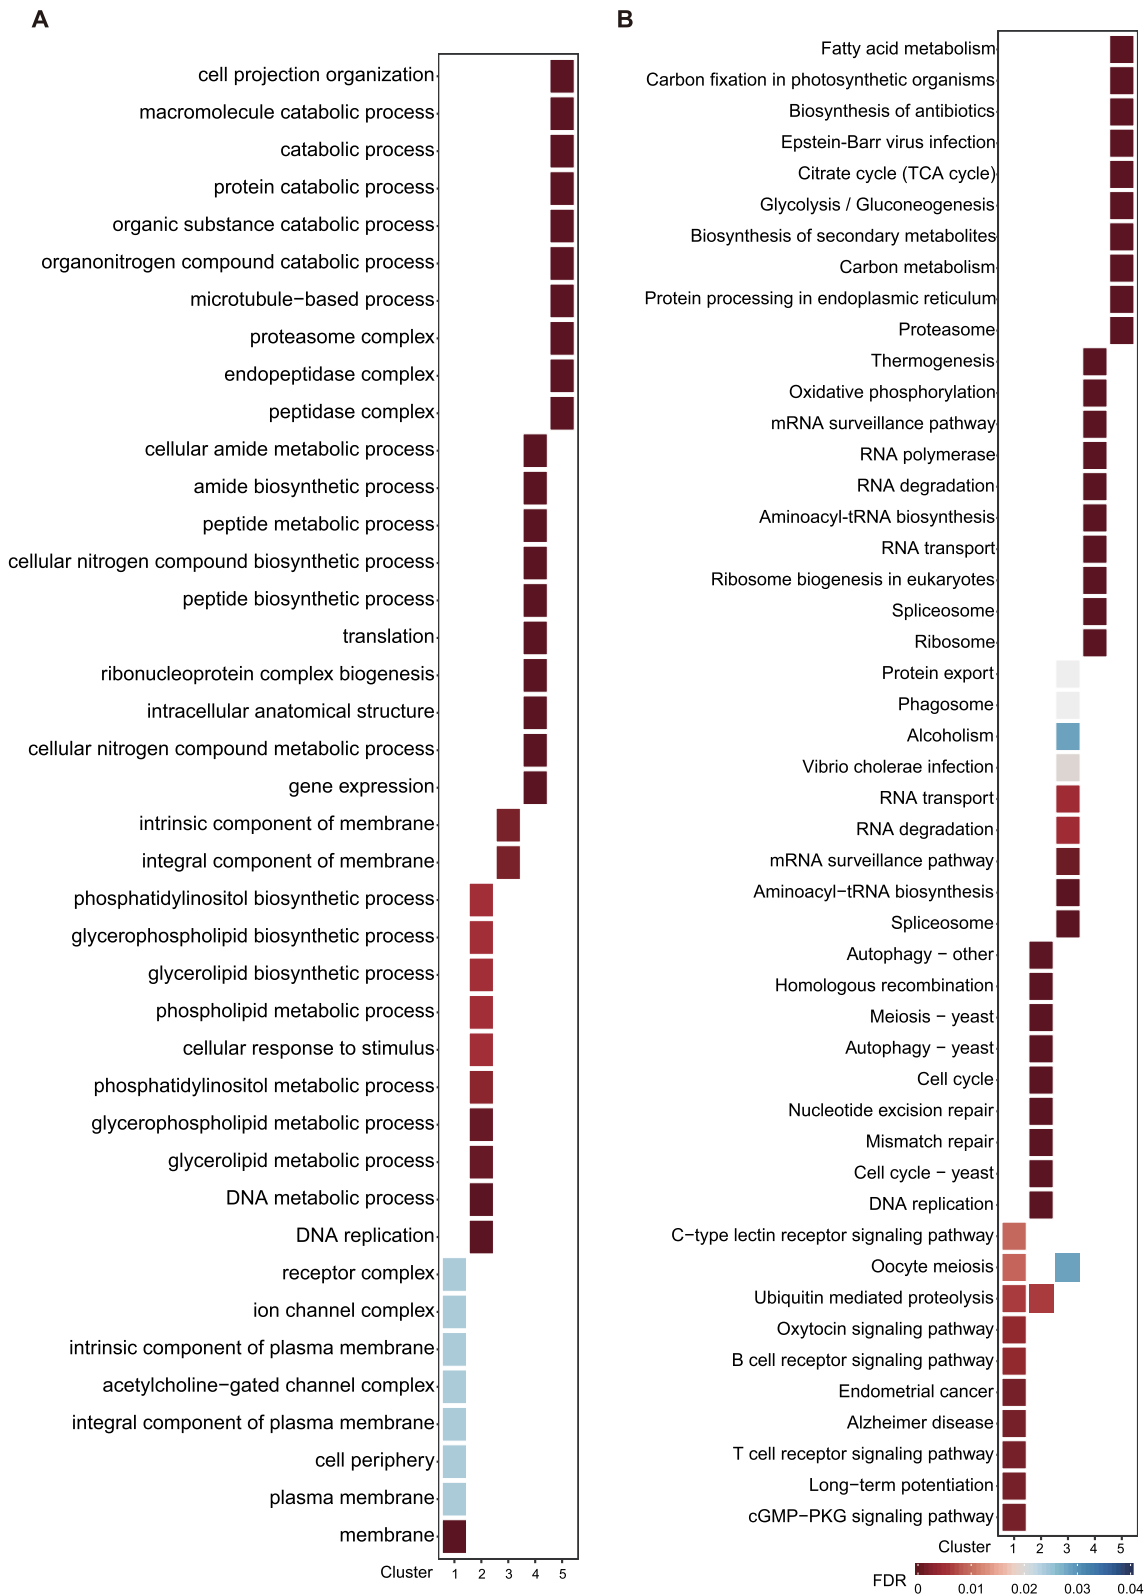 A
cell projection organization
macromolecule catabolic process
catabolic process
protein catabolic process
organic substance catabolic process
organonitrogen compound catabolic process
microtubule−based process
proteasome complex
endopeptidase complex
peptidase complex
cellular amide metabolic process
amide biosynthetic process
peptide metabolic process
cellular nitrogen compound biosynthetic process
peptide biosynthetic process
translation
ribonucleoprotein complex biogenesis
intracellular anatomical structure
cellular nitrogen compound metabolic process
gene expression
intrinsic component of membrane
integral component of membrane
phosphatidylinositol biosynthetic process
glycerophospholipid biosynthetic process
glycerolipid biosynthetic process
phospholipid metabolic process
cellular response to stimulus
phosphatidylinositol metabolic process
glycerophospholipid metabolic process
glycerolipid metabolic process
DNA metabolic process
DNA replication
receptor complex
ion channel complex
intrinsic component of plasma membrane
acetylcholine−gated channel complex
integral component of plasma membrane
cell periphery
plasma membrane
membrane
Cluster 1 2 3 4 5
B
Fatty acid metabolism
Carbon fixation in photosynthetic organisms
Biosynthesis of antibiotics
Epstein-Barr virus infection
Citrate cycle (TCA cycle)
Glycolysis / Gluconeogenesis
Biosynthesis of secondary metabolites
Carbon metabolism
Protein processing in endoplasmic reticulum
Proteasome
Thermogenesis
Oxidative phosphorylation
mRNA surveillance pathway
RNA polymerase
RNA degradation
Aminoacyl-tRNA biosynthesis
RNA transport
Ribosome biogenesis in eukaryotes
Spliceosome
Ribosome
Protein export
Phagosome
Alcoholism
Vibrio cholerae infection
RNA transport
RNA degradation
mRNA surveillance pathway
Aminoacyl−tRNA biosynthesis
Spliceosome
Autophagy − other
Homologous recombination
Meiosis − yeast
Autophagy − yeast
Cell cycle
Nucleotide excision repair
Mismatch repair
Cell cycle − yeast
DNA replication
C−type lectin receptor signaling pathway
Oocyte meiosis
Ubiquitin mediated proteolysis
Oxytocin signaling pathway
B cell receptor signaling pathway
Endometrial cancer
Alzheimer disease
T cell receptor signaling pathway
Long−term potentiation
cGMP−PKG signaling pathway
Cluster 1 2 3 4 5
FDR
0 0.01 0.02 0.03 0.04